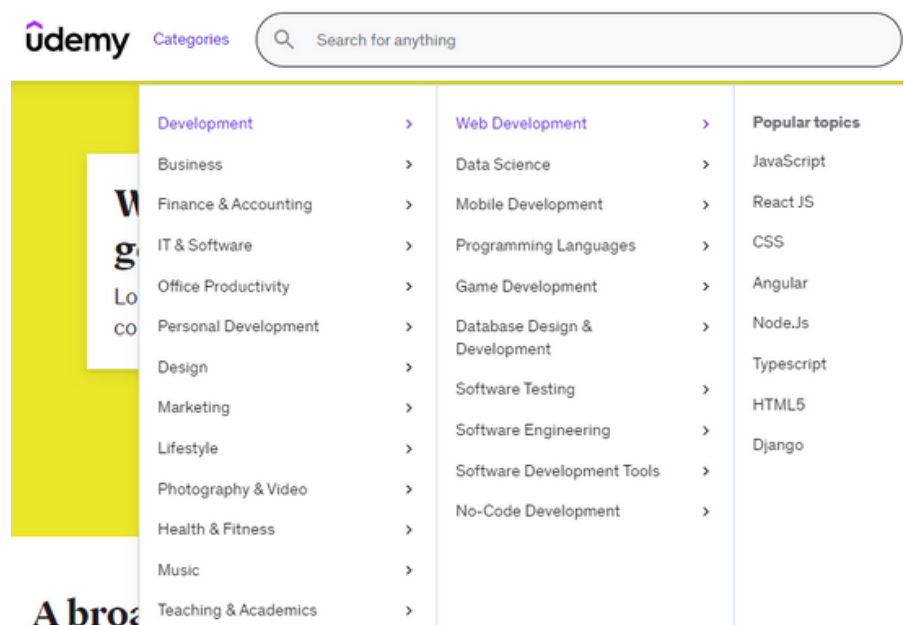 ûdemy
Categories
Search for anything
Development
Business
Finance & Accounting
IT & Software
Office Productivity
Personal Development
Design
Marketing
Lifestyle
Photography & Video
Health & Fitness
Music
Teaching & Academics
Web Development
Data Science
Mobile Development
Programming Languages
Game Development
Database Design &
Development
Software Testing
Software Engineering
Software Development Tools
No-Code Development
Popular topics
JavaScript
React JS
CSS
Angular
Node.Js
Typescript
HTML5
Django
A broa